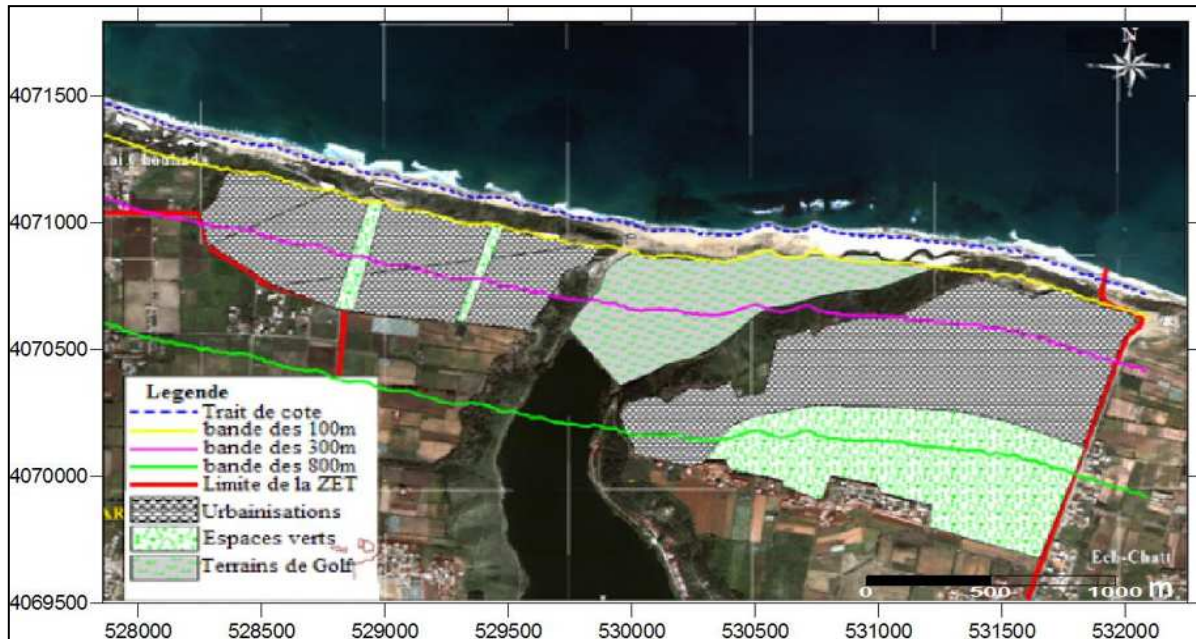 N
4071500
4071000
4070500
4070000
4069500
Legende
Trait de cote
bande des 100m
bande des 300m
bande des 800m
Limite de la ZET
Urbainisations
Espaces verts
Terrains de Golf
Ech-Chatt
0 500 1000 m
528000 528500 529000 529500 530000 530500 531000 531500 532000